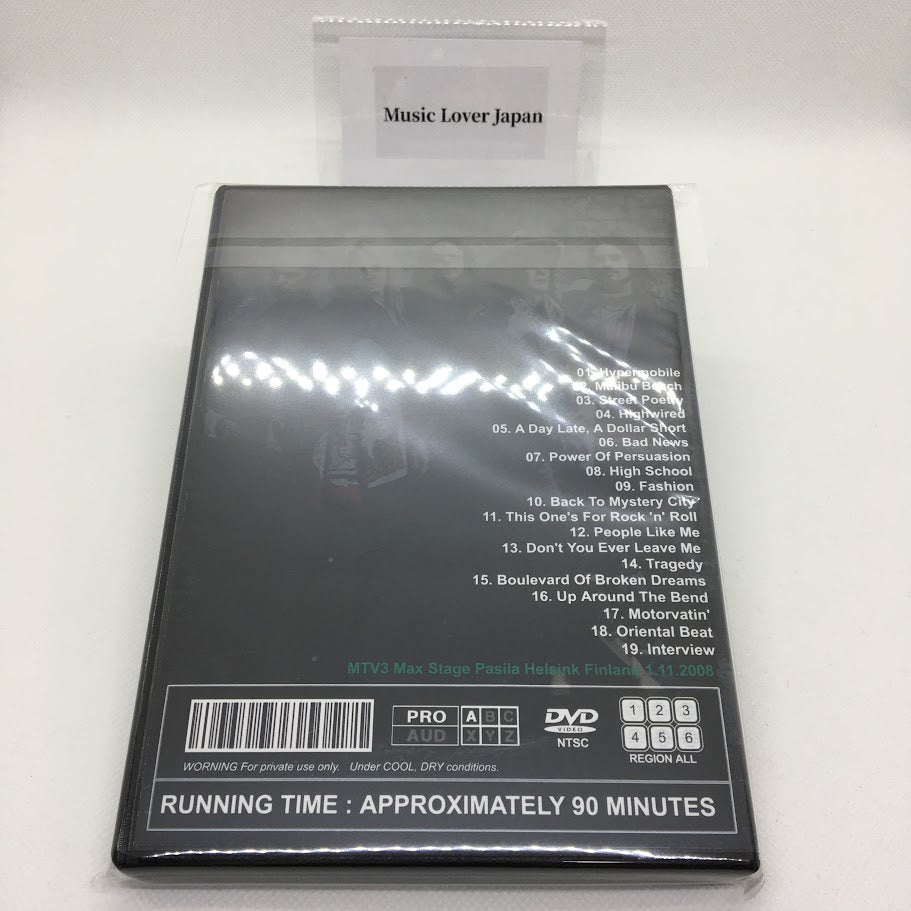 Music Lover Japan
01. Hypermobile
02. Malibu Beach
03. Street Poetry
04. Highwired
05. A Day Late, A Dollar Short
06. Bad News
07. Power Of Persuasion
08. High School
09. Fashion
10. Back To Mystery City
11. This One's For Rock 'n' Roll
12. People Like Me
13. Don't You Ever Leave Me
14. Tragedy
15. Boulevard Of Broken Dreams
16. Up Around The Bend
17. Motorvatin'
18. Oriental Beat
19. Interview
MTV3 Max Stage Pasila Helsink Finland 1.11.2008
PRO A B C
AUD X Y Z
DVD
VIDEO
NTSC
1 2 3
4 5 6
REGION ALL
WORNING For private use only. Under COOL, DRY conditions.
RUNNING TIME : APPROXIMATELY 90 MINUTES